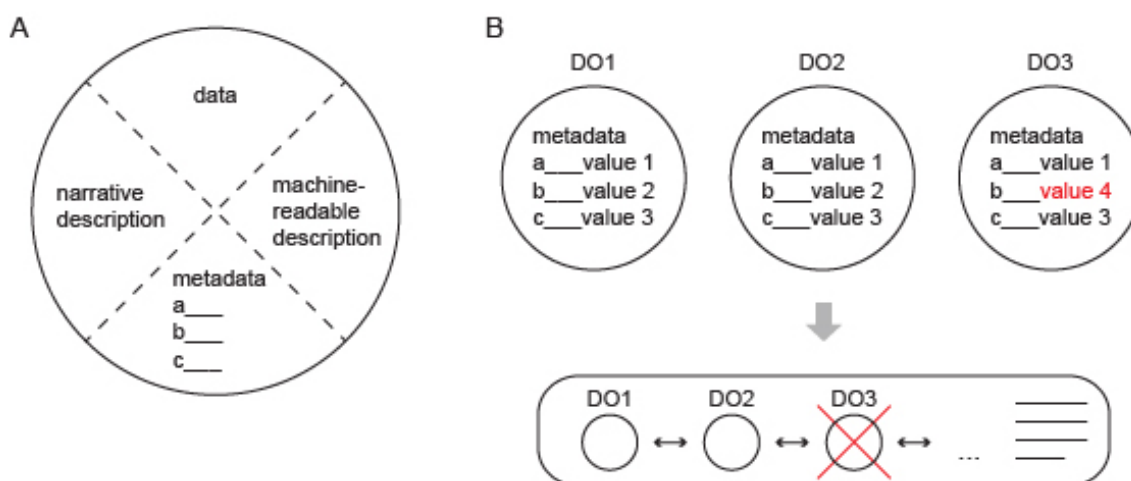 A
data
narrative
description
machine-
readable
description
metadata
a___
b___
c___
B
DO1
DO2
DO3
metadata
a___value 1
b___value 2
c___value 3
metadata
a___value 1
b___value 2
c___value 3
metadata
a___value 1
b___value 4
c___value 3
DO1
DO2
DO3
...